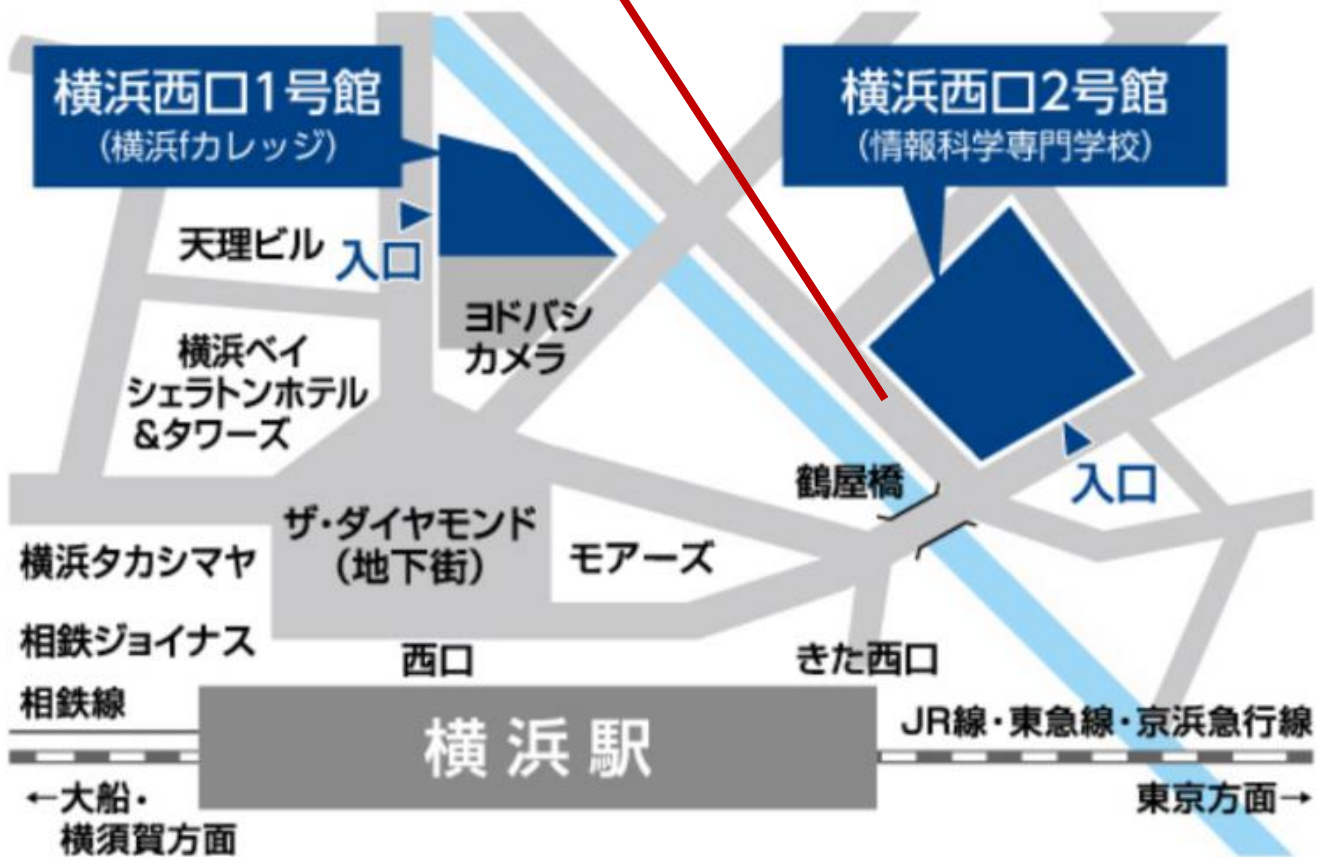 横浜西口1号館
(横浜fカレッジ)
横浜西口2号館
(情報科学専門学校)
天理ビル
入口
ヨドバシ
カメラ
横浜ベイ
シェラトンホテル
&タワーズ
鶴屋橋
入口
ザ・ダイヤモンド
(地下街)
モアーズ
横浜タカシマヤ
相鉄ジョイナス
西口
きた西口
相鉄線
横浜駅
JR線・東急線・京浜急行線
←大船・
横須賀方面
東京方面→